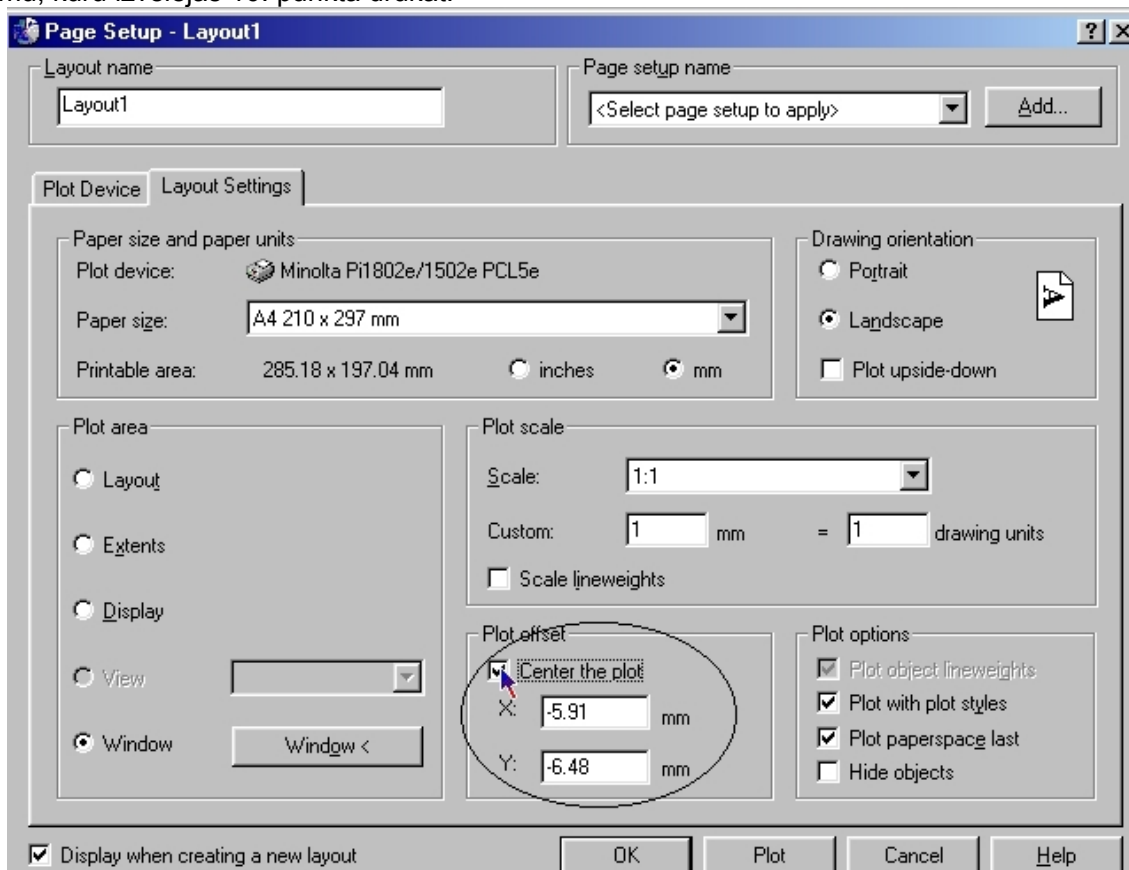 Page Setup - Layout1
Layout name
Layout1
Page setup name
<Select page setup to apply>
Add...
Plot Device
Layout Settings
Paper size and paper units
Plot device: Minolta Pi1802e/1502e PCL5e
Paper size: A4 210 x 297 mm
Printable area: 285.18 x 197.04 mm inches mm
Drawing orientation
Portrait
Landscape
Plot upside-down
Plot area
Layout
Extents
Display
View
Window Window <
Plot scale
Scale: 1:1
Custom: 1 mm = 1 drawing units
Scale lineweights
Plot offset
Center the plot
X: -5.91 mm
Y: -6.48 mm
Plot options
Plot object lineweights
Plot with plot styles
Plot paperspace last
Hide objects
Display when creating a new layout
OK Plot Cancel Help